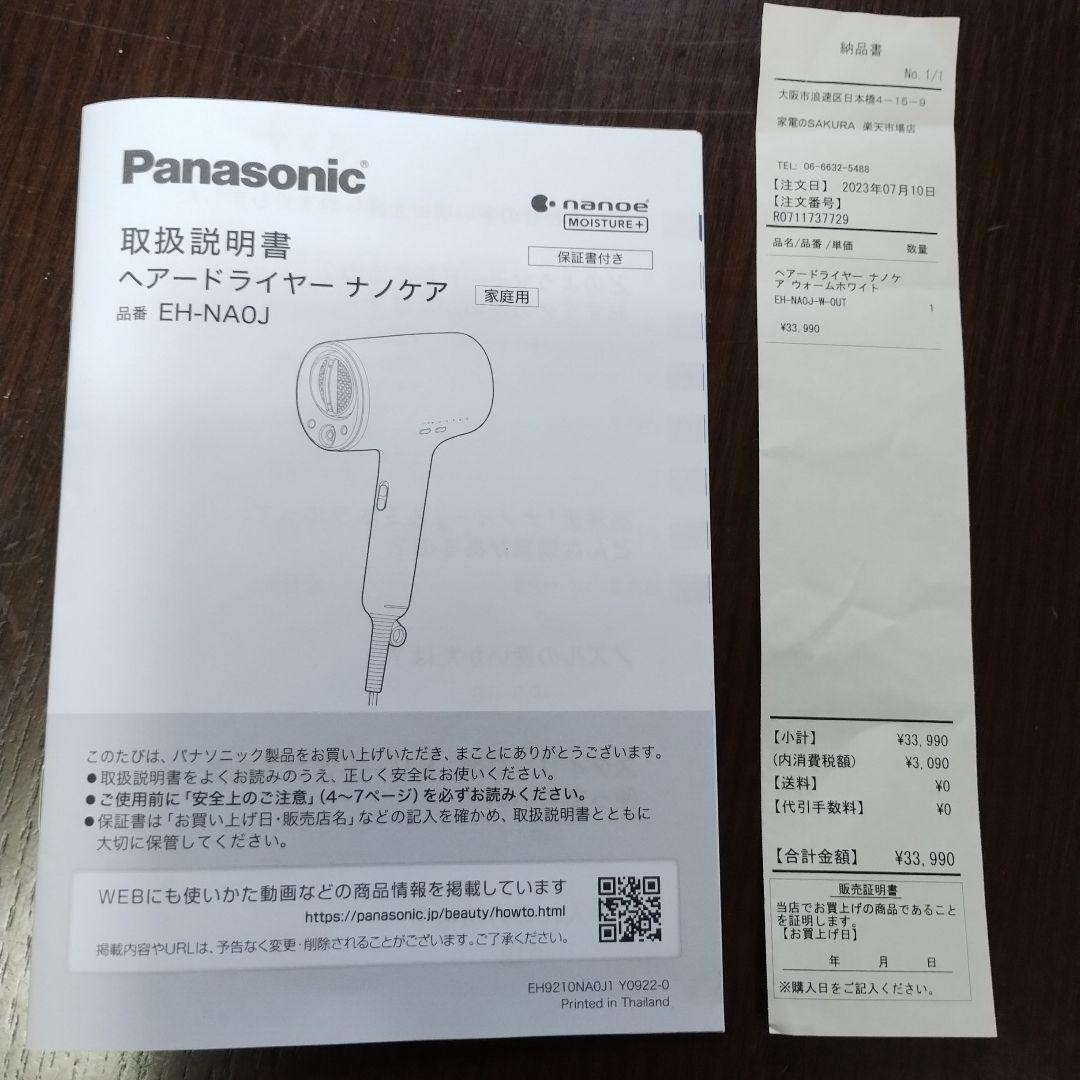 Panasonic®
nanoe™
MOISTURE+
取扱説明書
保証書付き
ヘアードライヤー ナノケア
家庭用
品番 EH-NA0J
このたびは、パナソニック製品をお買い上げいただき、まことにありがとうございます。
●取扱説明書をよくお読みのうえ、正しく安全にお使いください。
●ご使用前に「安全上のご注意」(4〜7ページ)を必ずお読みください。
●保証書は「お買い上げ日・販売店名」などの記入を確かめ、取扱説明書とともに
大切に保管してください。
WEBにも使いかた動画などの商品情報を掲載しています
https://panasonic.jp/beauty/howto.html
掲載内容やURLは、予告なく変更・削除されることがございます。ご了承ください。
EH9210NA0J1 Y0922-0
Printed in Thailand
納品書
No. 1/1
大阪市浪速区日本橋4-15-9
家電のSAKURA 楽天市場店
TEL: 06-6632-5488
【注文日】 2023年07月10日
【注文番号】
R0711737729
品名/品番/単価 数量
ヘアードライヤー ナノケ
ア ウォームホワイト
EH-NA0J-W-OUT 1
¥33,990
【小計】 ¥33,990
(内消費税額) ¥3,090
【送料】 ¥0
【代引手数料】 ¥0
【合計金額】 ¥33,990
販売証明書
当店でお買上げの商品であること
を証明します。
【お買上げ日】
年 月 日
※購入日をご記入ください。